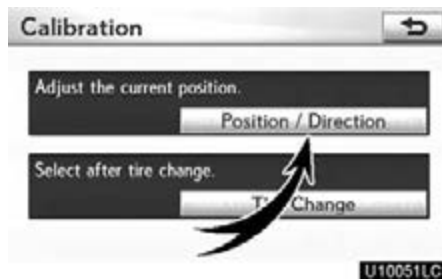 Calibration
Adjust the current position.
Position / Direction
Select after tire change.
Change
U10051LC